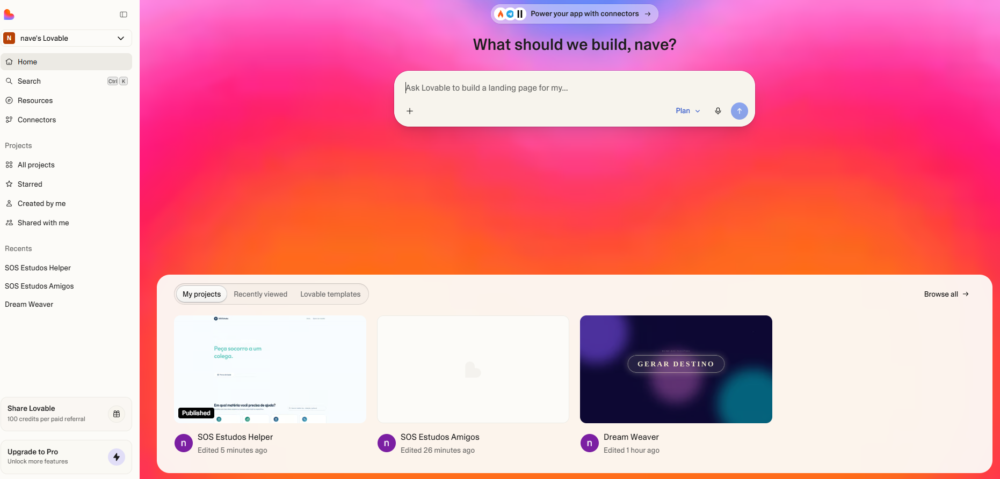 N
nave's Lovable
Home
Search
Ctrl K
Resources
Connectors
Projects
All projects
Starred
Created by me
Shared with me
Recents
SOS Estudos Helper
SOS Estudos Amigos
Dream Weaver
Share Lovable
100 credits per paid referral
Upgrade to Pro
Unlock more features
Power your app with connectors
What should we build, nave?
Ask Lovable to build a landing page for my...
Plan
My projects
Recently viewed
Lovable templates
Browse all
Peça socorro a um
colega.
Em qual matéria você precisa de ajuda?
Published
GERAR DESTINO
n
SOS Estudos Helper
Edited 5 minutes ago
n
SOS Estudos Amigos
Edited 26 minutes ago
n
Dream Weaver
Edited 1 hour ago